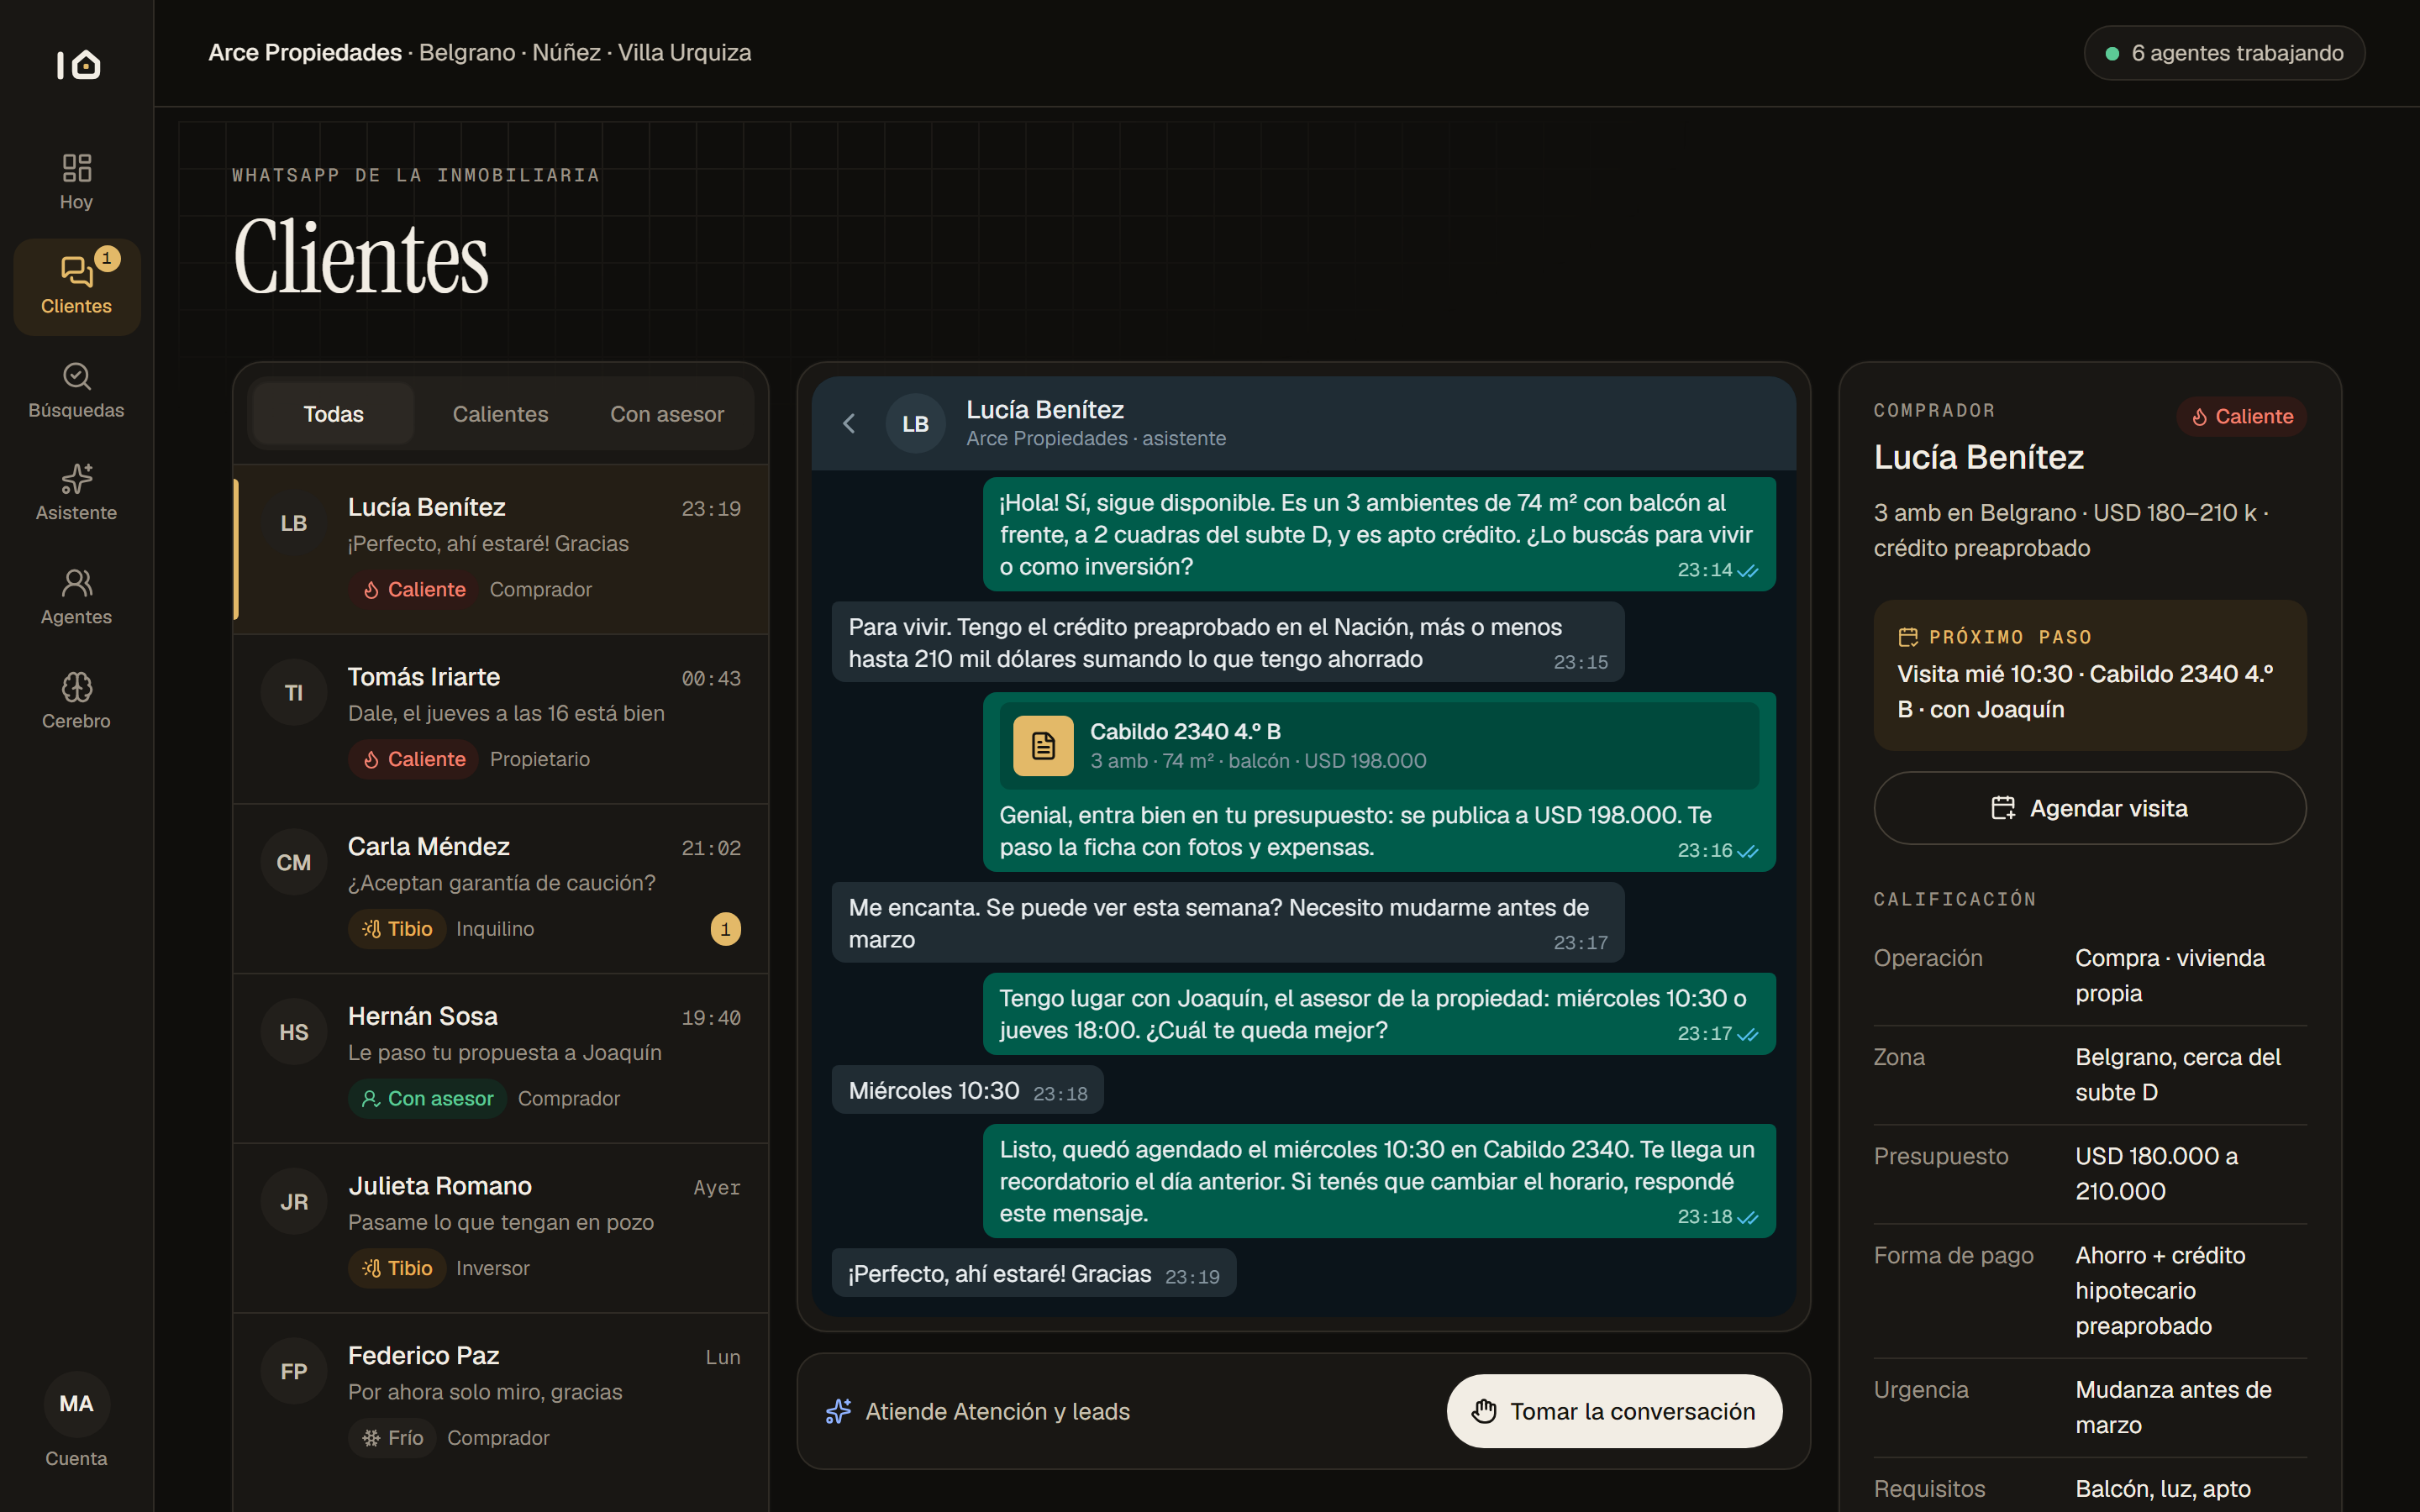 Arce Propiedades · Belgrano · Núñez · Villa Urquiza
6 agentes trabajando
Hoy
1
Clientes
Búsquedas
Asistente
Agentes
Cerebro
MA
Cuenta
WHATSAPP DE LA INMOBILIARIA
Clientes
Todas
Calientes
Con asesor
LB
Lucía Benítez
23:19
¡Perfecto, ahí estaré! Gracias
Caliente
Comprador
TI
Tomás Iriarte
00:43
Dale, el jueves a las 16 está bien
Caliente
Propietario
CM
Carla Méndez
21:02
¿Aceptan garantía de caución?
Tibio
Inquilino
1
HS
Hernán Sosa
19:40
Le paso tu propuesta a Joaquín
Con asesor
Comprador
JR
Julieta Romano
Ayer
Pasame lo que tengan en pozo
Tibio
Inversor
FP
Federico Paz
Lun
Por ahora solo miro, gracias
Frío
Comprador
LB
Lucía Benítez
Arce Propiedades · asistente
¡Hola! Sí, sigue disponible. Es un 3 ambientes de 74 m² con balcón al
frente, a 2 cuadras del subte D, y es apto crédito. ¿Lo buscás para vivir
o como inversión?
23:14
Para vivir. Tengo el crédito preaprobado en el Nación, más o menos
hasta 210 mil dólares sumando lo que tengo ahorrado
23:15
Cabildo 2340 4.º B
3 amb · 74 m² · balcón · USD 198.000
Genial, entra bien en tu presupuesto: se publica a USD 198.000. Te
paso la ficha con fotos y expensas.
23:16
Me encanta. Se puede ver esta semana? Necesito mudarme antes de
marzo
23:17
Tengo lugar con Joaquín, el asesor de la propiedad: miércoles 10:30 o
jueves 18:00. ¿Cuál te queda mejor?
23:17
Miércoles 10:30
23:18
Listo, quedó agendado el miércoles 10:30 en Cabildo 2340. Te llega un
recordatorio el día anterior. Si tenés que cambiar el horario, respondé
este mensaje.
23:18
¡Perfecto, ahí estaré! Gracias
23:19
Atiende Atención y leads
Tomar la conversación
COMPRADOR
Caliente
Lucía Benítez
3 amb en Belgrano · USD 180–210 k ·
crédito preaprobado
PRÓXIMO PASO
Visita mié 10:30 · Cabildo 2340 4.º
B · con Joaquín
Agendar visita
CALIFICACIÓN
Operación
Compra · vivienda
propia
Zona
Belgrano, cerca del
subte D
Presupuesto
USD 180.000 a
210.000
Forma de pago
Ahorro + crédito
hipotecario
preaprobado
Urgencia
Mudanza antes de
marzo
Requisitos
Balcón, luz, apto